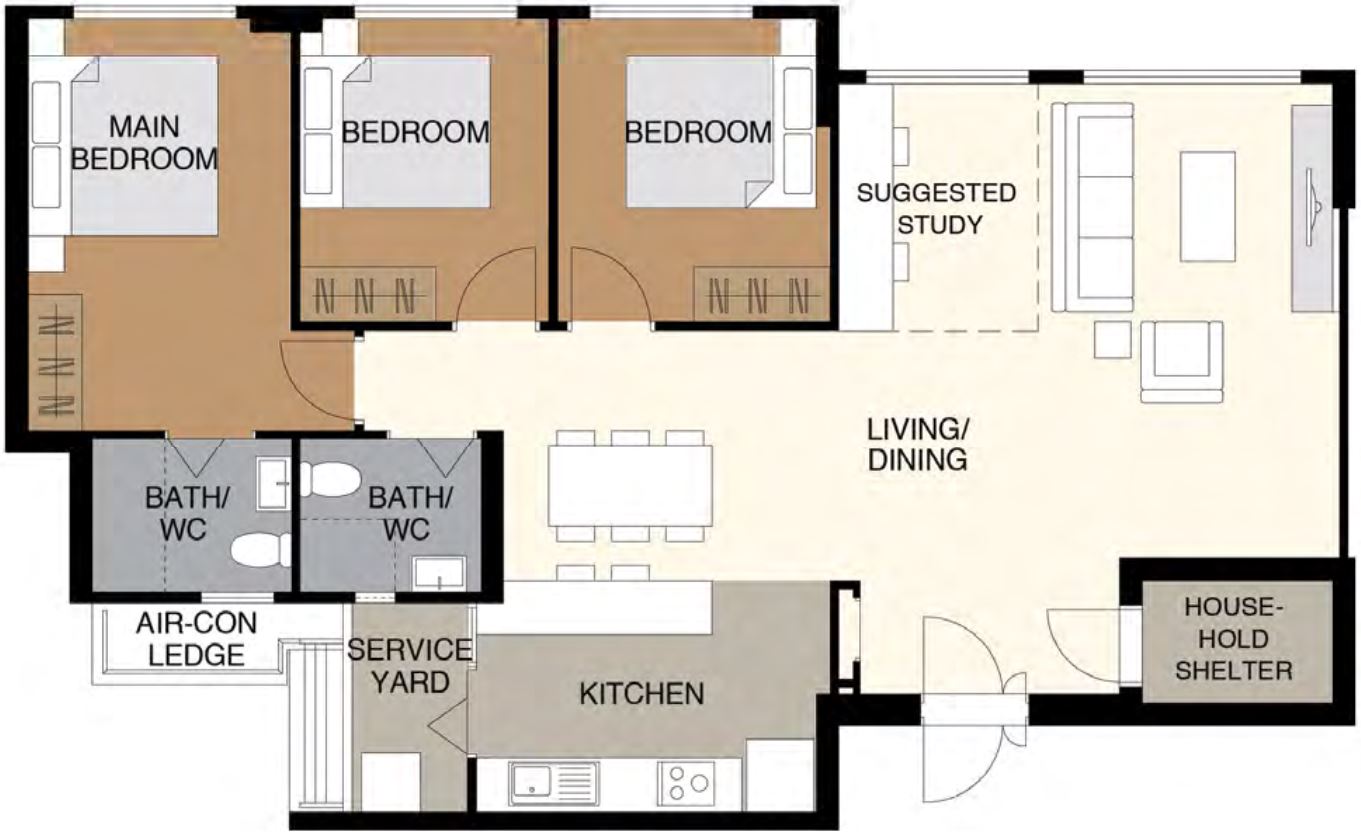 MAIN
BEDROOM
BEDROOM
BEDROOM
SUGGESTED
STUDY
LIVING/
DINING
BATH/
WC
BATH/
WC
AIR-CON
LEDGE
SERVICE
YARD
KITCHEN
HOUSE-
HOLD
SHELTER